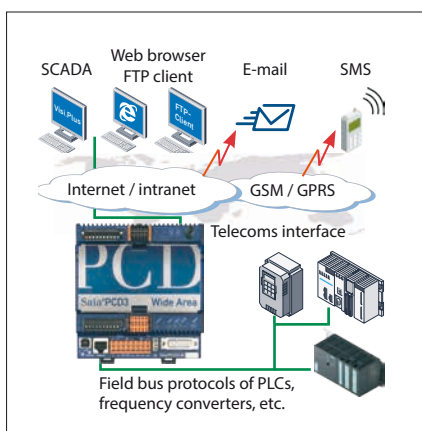 Web browser
SCADA FTP client E-mail SMS
Visi.Plus
FTP-
Client
Internet / intranet GSM / GPRS
Telecoms interface
PCD
Saia®PCD3 Wide Area
Field bus protocols of PLCs,
frequency converters, etc.